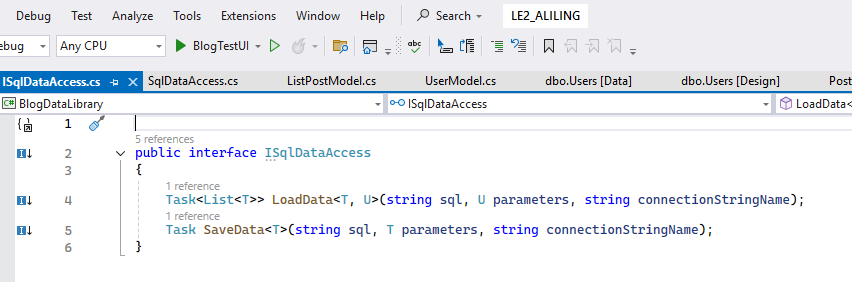 Debug Test Analyze Tools Extensions Window Help Search LE2_ALILING
ebug Any CPU BlogTestUI abc
ISqlDataAccess.cs SqlDataAccess.cs ListPostModel.cs UserModel.cs dbo.Users [Data] dbo.Users [Design] Post
C# BlogDataLibrary ISqlDataAccess LoadData<
1
5 references
2 public interface ISqlDataAccess
3 {
1 reference
4 Task<List<T>> LoadData<T, U>(string sql, U parameters, string connectionStringName);
1 reference
5 Task SaveData<T>(string sql, T parameters, string connectionStringName);
6 }